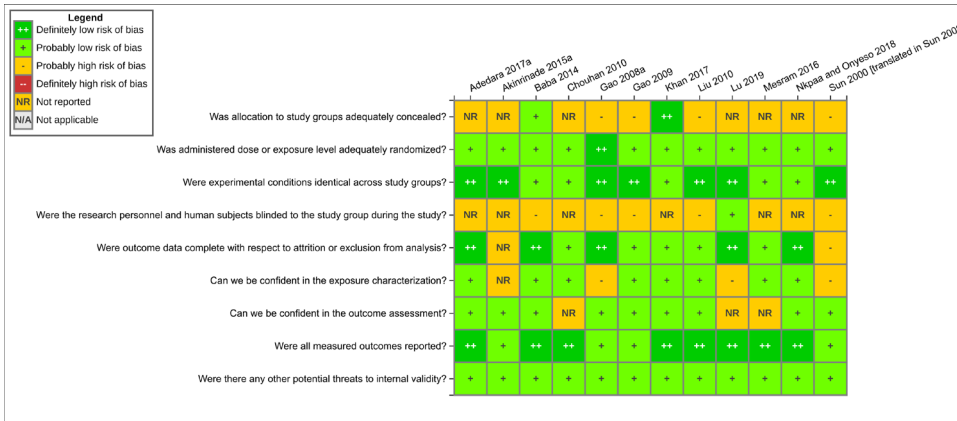 Legend
++ Definitely low risk of bias
+ Probably low risk of bias
- Probably high risk of bias
-- Definitely high risk of bias
NR Not reported
N/A Not applicable
Adedara 2017a
Akinrinade 2015a
Baba 2014
Chouhan 2010
Gao 2008a
Gao 2009
Khan 2017
Liu 2010
Lu 2019
Mesram 2016
Nkpaa and Onyeso 2018
Sun 2000 [translated in Sun 200
Was allocation to study groups adequately concealed? NR NR + NR - - ++ - NR NR NR -
Was administered dose or exposure level adequately randomized? + + + + ++ + + + + + + +
Were experimental conditions identical across study groups? ++ ++ + + ++ ++ + ++ ++ + + ++
Were the research personnel and human subjects blinded to the study group during the study? NR NR - NR - - NR - + NR NR -
Were outcome data complete with respect to attrition or exclusion from analysis? ++ NR ++ + ++ + + + ++ + ++ -
Can we be confident in the exposure characterization? + NR + + - + + + - + + -
Can we be confident in the outcome assessment? + + + NR + + + + NR NR + +
Were all measured outcomes reported? ++ + ++ ++ + + ++ ++ ++ ++ ++ +
Were there any other potential threats to internal validity? + + + + + + + + + + + +